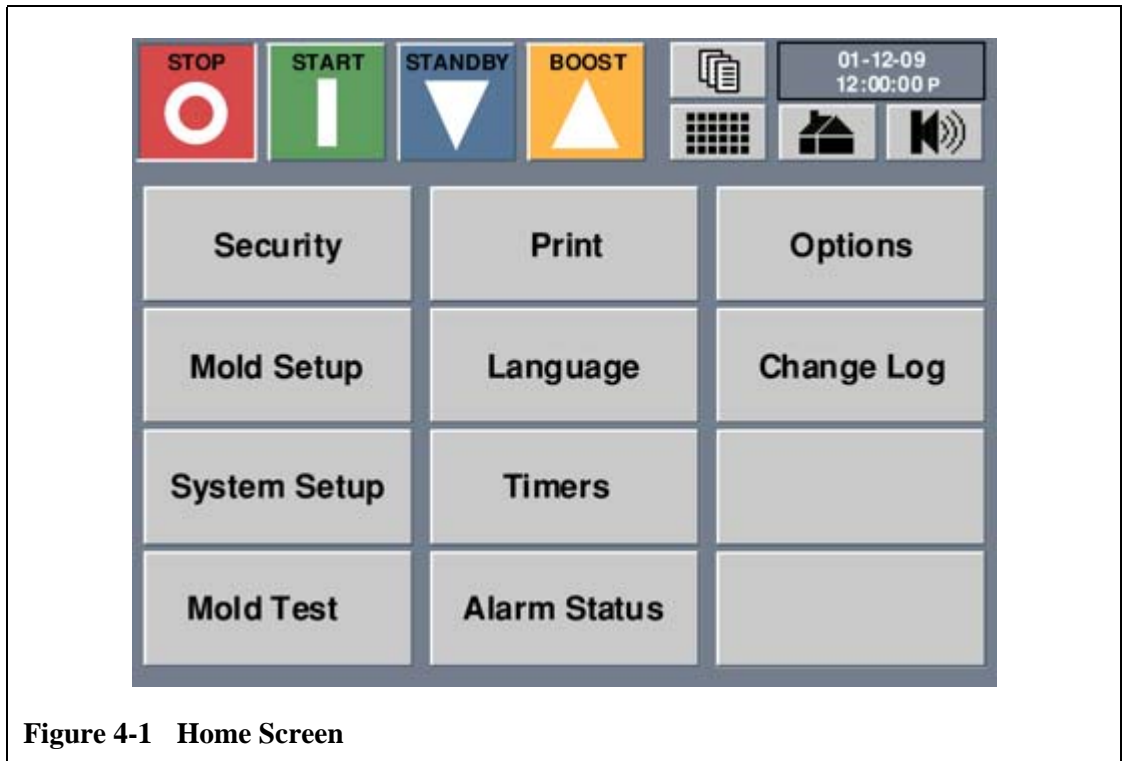 STOP START STANDBY BOOST
01-12-09
12:00:00 P
Security Print Options
Mold Setup Language Change Log
System Setup Timers
Mold Test Alarm Status
Figure 4-1 Home Screen